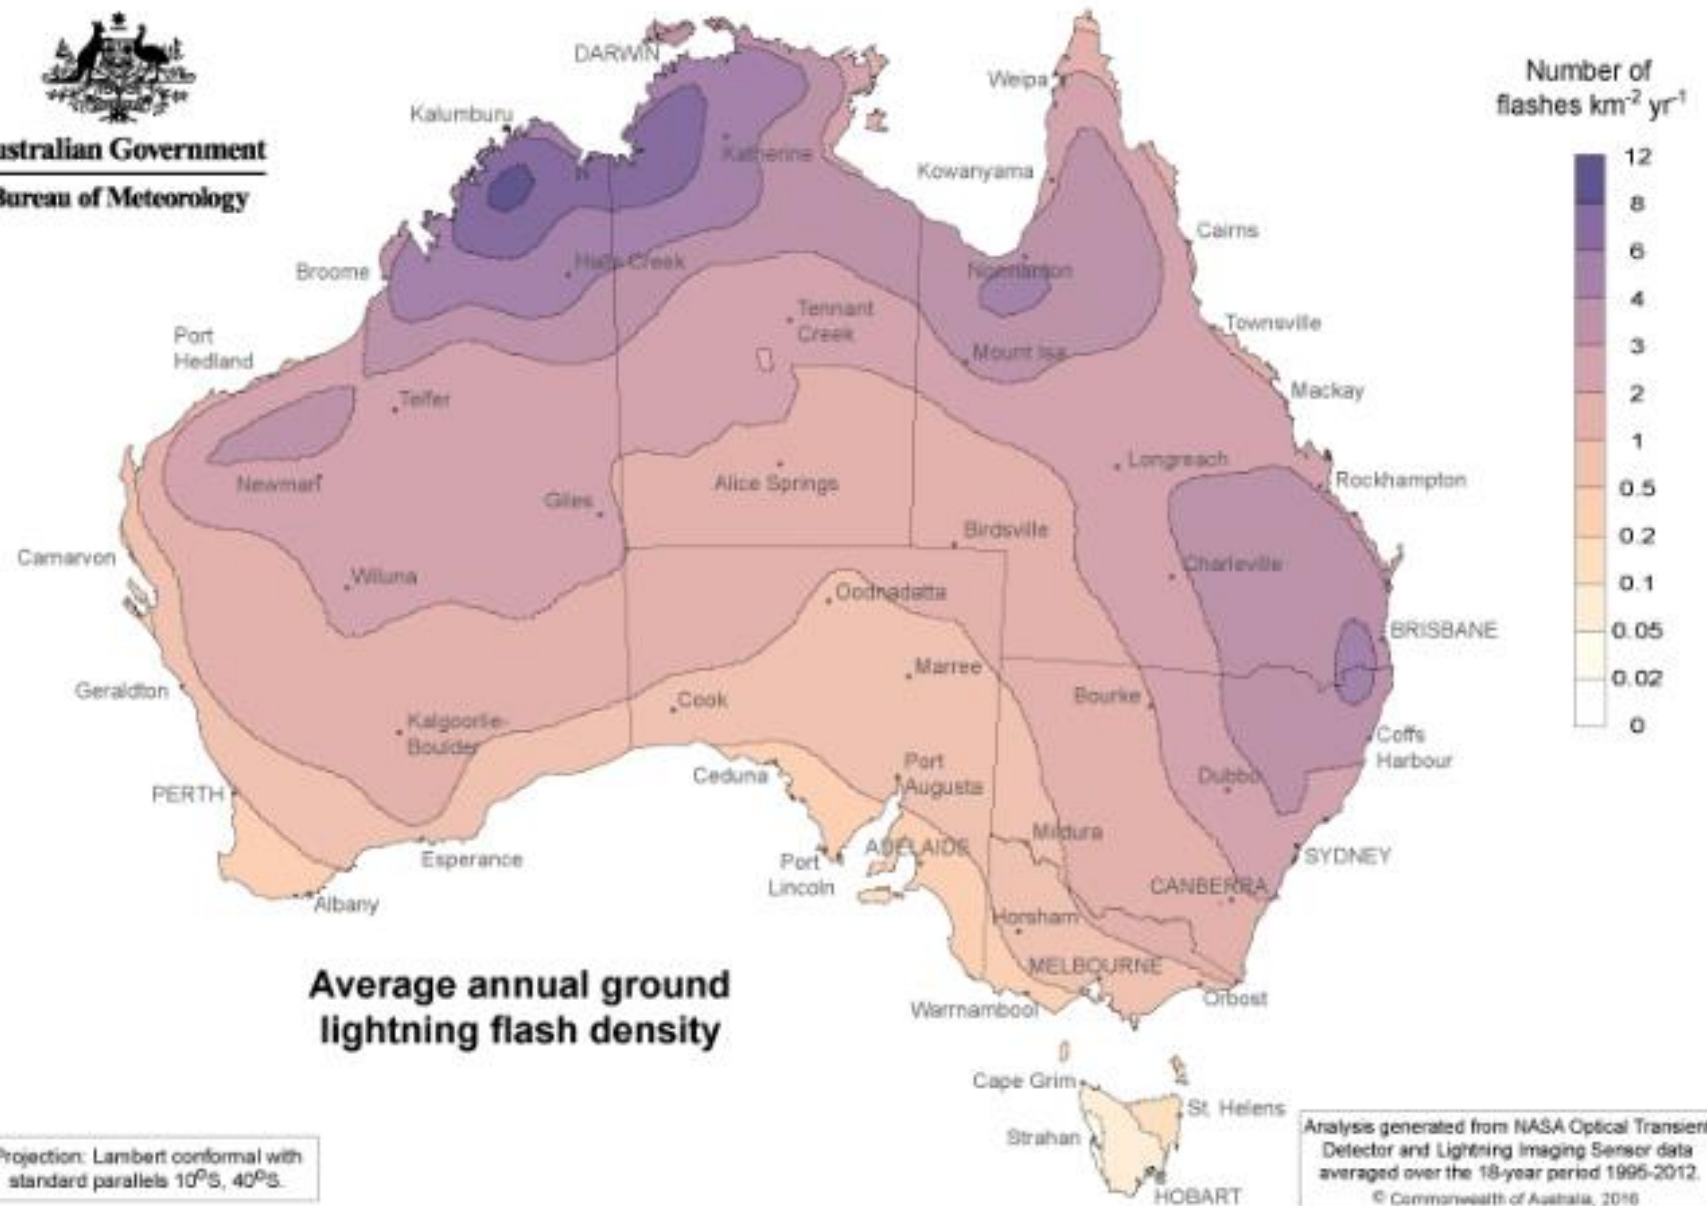 ustralian Government
Bureau of Meteorology
Number of
flashes km⁻² yr⁻¹
12
8
6
4
3
2
1
0.5
0.2
0.1
0.05
0.02
0
DARWIN
Weipa
Kalumburu
Katherine
Kowanyama
Cairns
Broome
Halls Creek
Normanton
Tennant
Creek
Townsville
Port
Hedland
Mount Isa
Mackay
Telfer
Longreach
Rockhampton
Newman
Alice Springs
Giles
Birdsville
Carnarvon
Charleville
Wiluna
Oodnadatta
BRISBANE
Marree
Geraldton
Cook
Bourke
Kalgoorlie-
Boulder
Coffs
Harbour
Ceduna
Port
Augusta
Dubbo
PERTH
Mildura
ADELAIDE
SYDNEY
Esperance
Port
Lincoln
CANBERRA
Albany
Horsham
MELBOURNE
Orbost
Warrnambool
Average annual ground
lightning flash density
Cape Grim
St. Helens
Strahan
HOBART
Projection: Lambert conformal with
standard parallels 10ºS, 40ºS.
Analysis generated from NASA Optical Transient
Detector and Lightning Imaging Sensor data
averaged over the 18-year period 1995-2012.
© Commonwealth of Australia, 2016